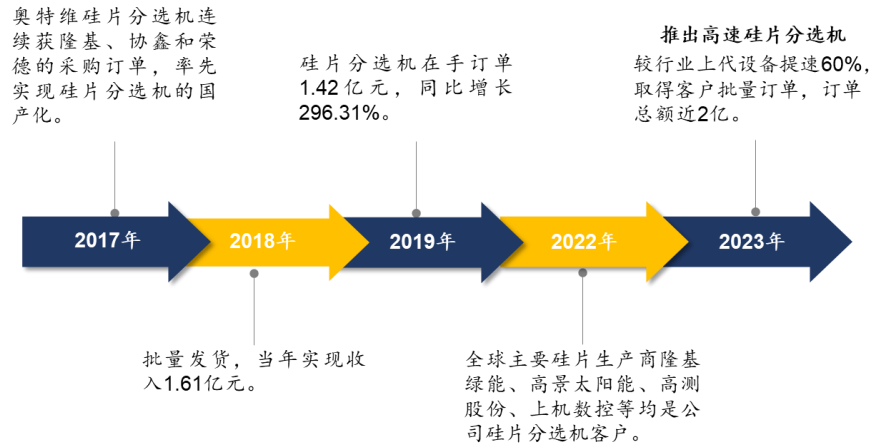 奥特维硅片分选机连
续获隆基、协鑫和荣
德的采购订单，率先
实现硅片分选机的国
产化。
硅片分选机在手订单
1.42亿元，同比增长
296.31%。
推出高速硅片分选机
较行业上代设备提速60%，
取得客户批量订单，订单
总额近2亿。
2017年
2018年
2019年
2022年
2023年
批量发货，当年实现收
入1.61亿元。
全球主要硅片生产商隆基
绿能、高景太阳能、高测
股份、上机数控等均是公
司硅片分选机客户。